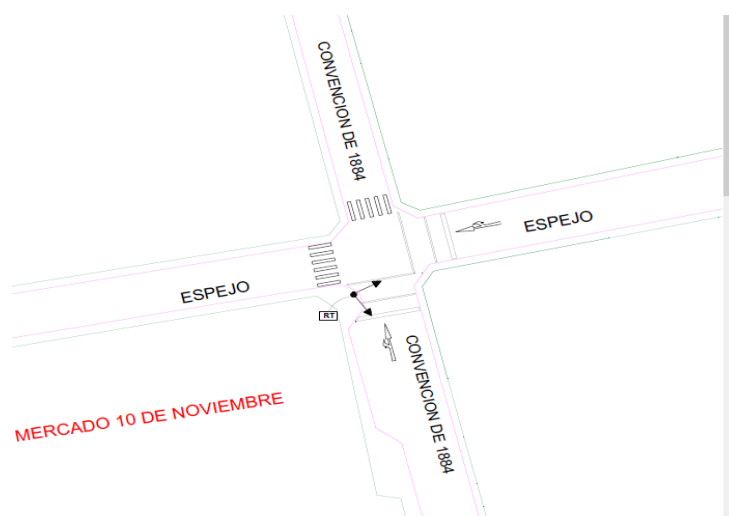 CONVENCION DE 1884
ESPEJO
ESPEJO
RT
CONVENCION DE 1884
MERCADO 10 DE NOVIEMBRE